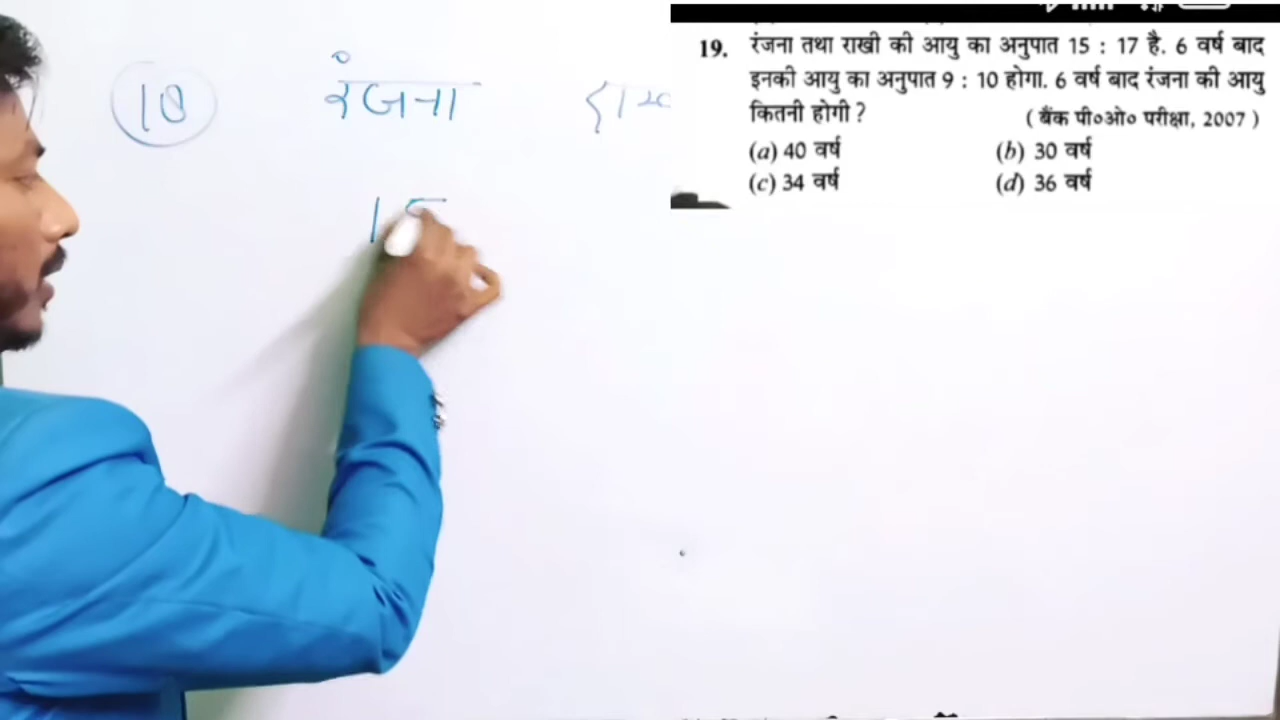 10
रंजना
15
19. रंजना तथा राखी की आयु का अनुपात 15 : 17 है. 6 वर्ष बाद
इनकी आयु का अनुपात 9 : 10 होगा. 6 वर्ष बाद रंजना की आयु
कितनी होगी ? ( बैंक पी०ओ० परीक्षा, 2007 )
(a) 40 वर्ष (b) 30 वर्ष
(c) 34 वर्ष (d) 36 वर्ष